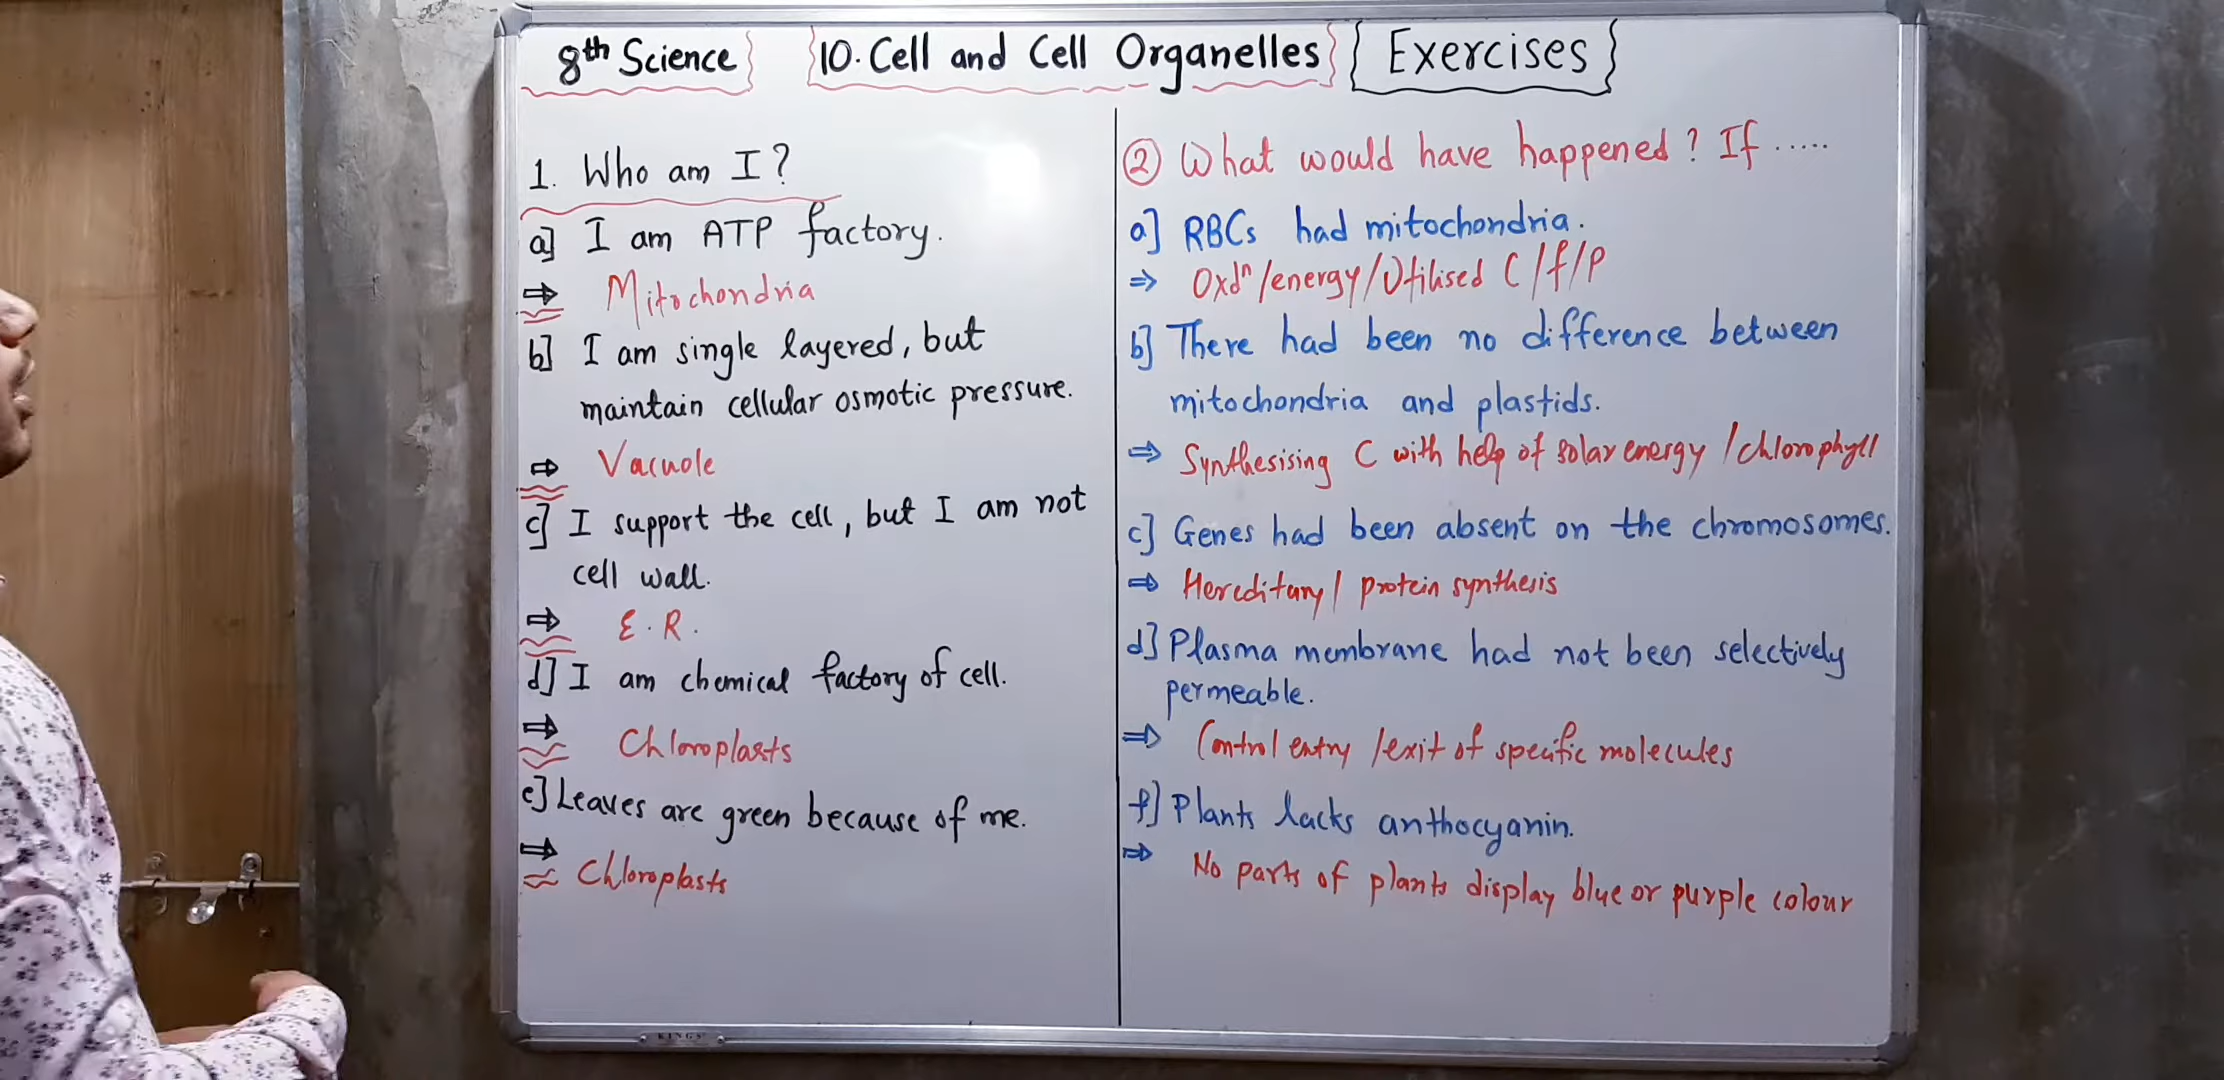 8th Science
10. Cell and Cell Organelles
Exercises
1. Who am I?
a] I am ATP factory.
⇒ Mitochondria
b] I am single layered, but
maintain cellular osmotic pressure.
⇒ Vacuole
c] I support the cell, but I am not
cell wall.
⇒ E.R.
d] I am chemical factory of cell.
⇒ Chloroplasts
e] Leaves are green because of me.
⇒ Chloroplasts
② What would have happened? If .....
a] RBCs had mitochondria.
⇒ Oxdⁿ/energy/Utilised C/f/P
b] There had been no difference between
mitochondria and plastids.
⇒ Synthesising C with help of solar energy /chlorophyll
c] Genes had been absent on the chromosomes.
⇒ Hereditary/ protein synthesis
d] Plasma membrane had not been selectively
permeable.
⇒ Control entry /exit of specific molecules
f] Plants lacks anthocyanin.
⇒ No parts of plants display blue or purple colour
KINGS